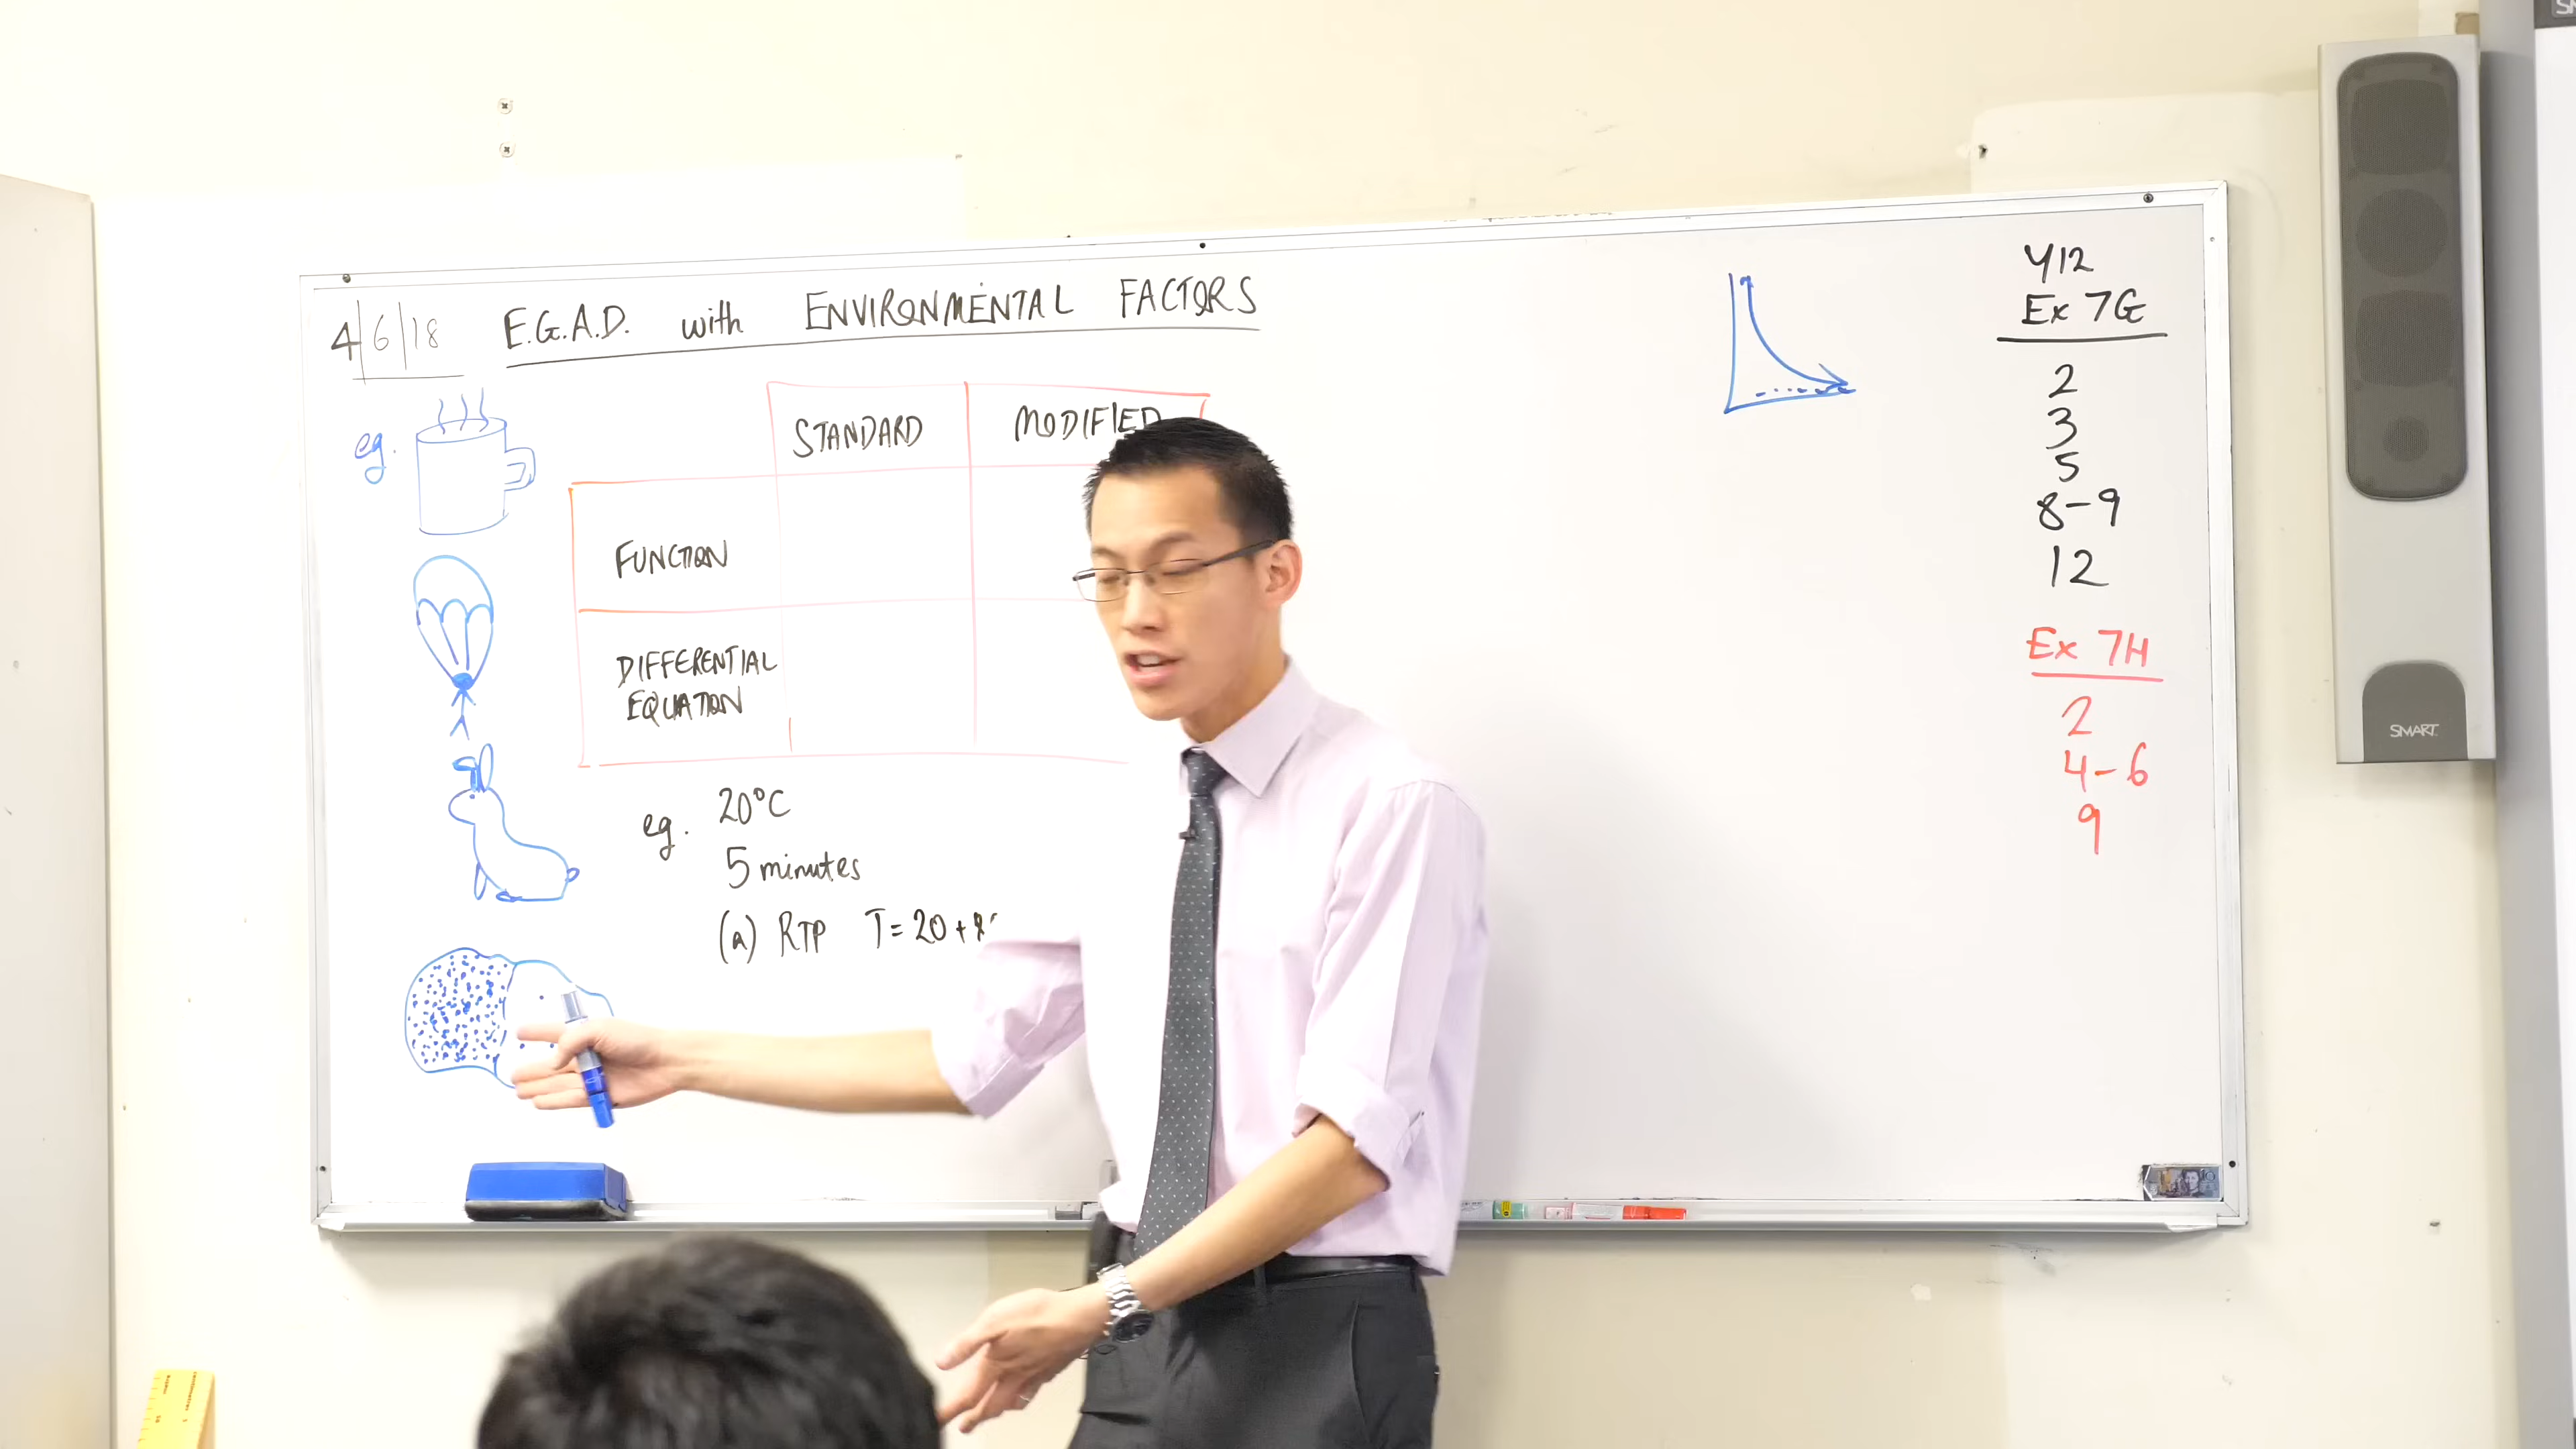 4/6/18 E.G.A.D. with ENVIRONMENTAL FACTORS
eg.
STANDARD MODIFIED
FUNCTION
DIFFERENTIAL
EQUATION
eg. 20°C
5 minutes
(a) RTP T = 20 +
Y12
Ex 7G
2
3
5
8-9
12
Ex 7H
2
4-6
9
SMART